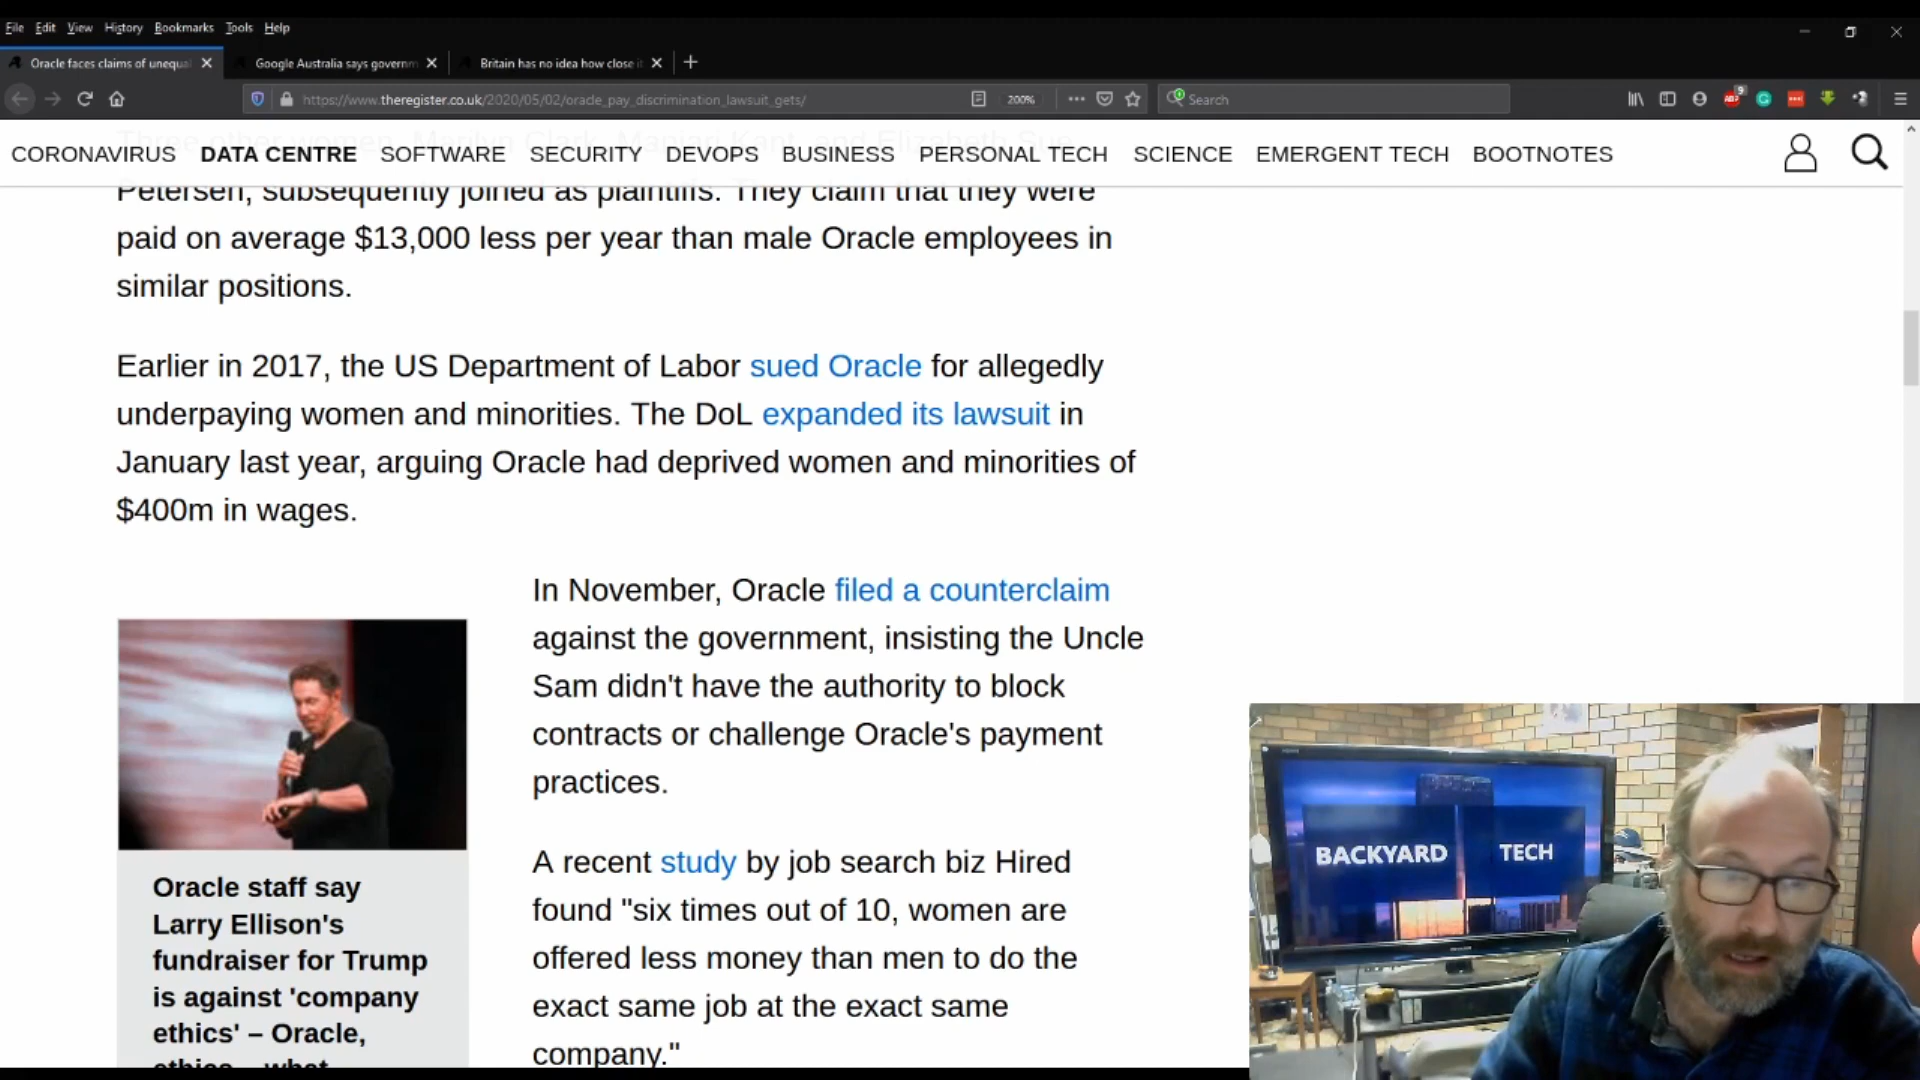 File Edit View History Bookmarks Tools Help
Oracle faces claims of unequa
Google Australia says governm
Britain has no idea how close i
https://www.theregister.co.uk/2020/05/02/oracle_pay_discrimination_lawsuit_gets/
200%
Search
9
Three other women, Marilyn Clark, Manjari Kant, and Elizabeth Sue
CORONAVIRUS DATA CENTRE SOFTWARE SECURITY DEVOPS BUSINESS PERSONAL TECH SCIENCE EMERGENT TECH BOOTNOTES
Petersen, subsequently joined as plaintiffs. They claim that they were
paid on average $13,000 less per year than male Oracle employees in
similar positions.
Earlier in 2017, the US Department of Labor sued Oracle for allegedly
underpaying women and minorities. The DoL expanded its lawsuit in
January last year, arguing Oracle had deprived women and minorities of
$400m in wages.
In November, Oracle filed a counterclaim
against the government, insisting the Uncle
Sam didn't have the authority to block
contracts or challenge Oracle's payment
practices.
A recent study by job search biz Hired
found "six times out of 10, women are
offered less money than men to do the
exact same job at the exact same
company."
Oracle staff say
Larry Ellison's
fundraiser for Trump
is against 'company
ethics' – Oracle,
ethics – what
BACKYARD TECH